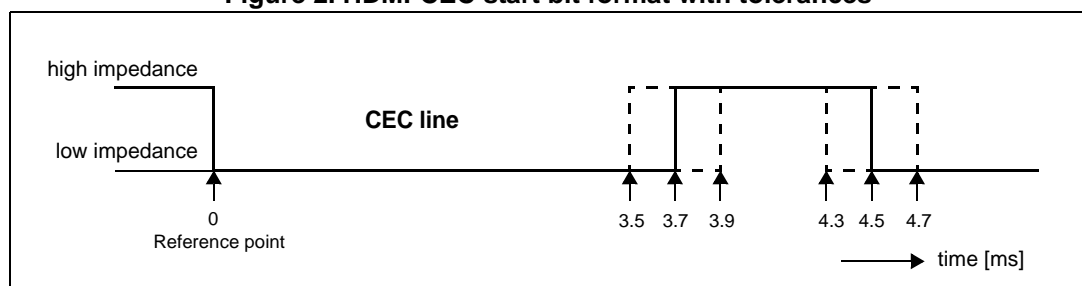 Figure 2. HDMI-CEC start bit format with tolerances
high impedance
CEC line
low impedance
0
3.5
3.7
3.9
4.3
4.5
4.7
Reference point
time [ms]